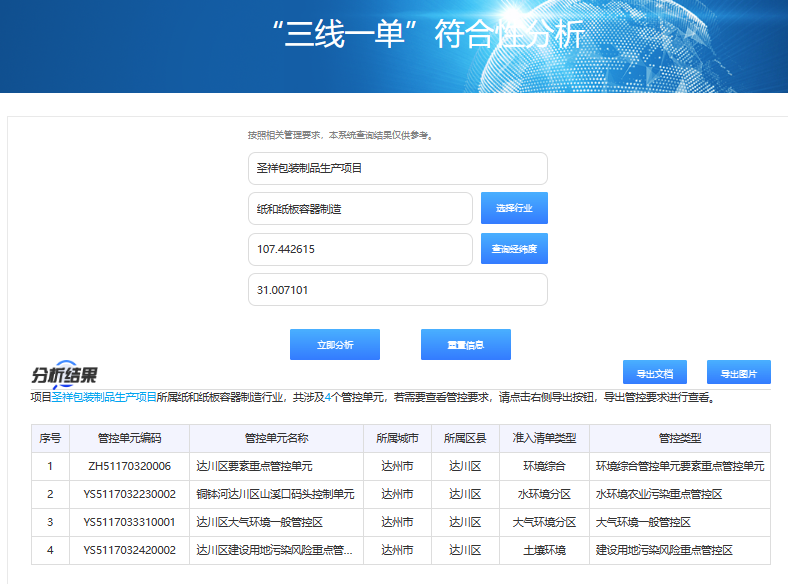 “三线一单”符合性分析
按照相关管理要求，本系统查询结果仅供参考。
圣祥包装制品生产项目
纸和纸板容器制造 选择行业
107.442615 查询经纬度
31.007101
立即分析 重置信息
分析结果 导出文档 导出图片
项目圣祥包装制品生产项目所属纸和纸板容器制造行业，共涉及4个管控单元，若需要查看管控要求，请点击右侧导出按钮，导出管控要求进行查看。
序号 管控单元编码 管控单元名称 所属城市 所属区县 准入清单类型 管控类型
1 ZH51170320006 达川区要素重点管控单元 达州市 达川区 环境综合 环境综合管控单元要素重点管控单元
2 YS5117032230002 铜钵河达川区山溪口码头控制单元 达州市 达川区 水环境分区 水环境农业污染重点管控区
3 YS5117033310001 达川区大气环境一般管控区 达州市 达川区 大气环境分区 大气环境一般管控区
4 YS5117032420002 达川区建设用地污染风险重点管... 达州市 达川区 土壤环境 建设用地污染风险重点管控区